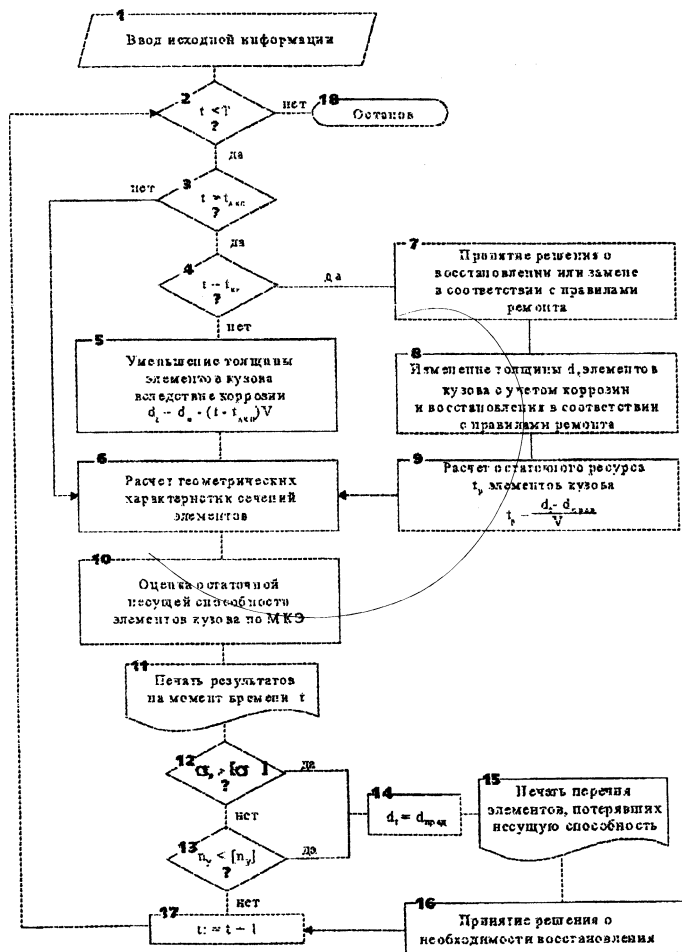 1
Ввод исходной информации
2
t < T
?
нет
18
Останов
да
3
нет
t > tлкп
?
да
4
t = tкр
?
да
нет
7
Принятие решения о
восстановлении или замене
в соответствии с правилами
ремонта
5
Уменьшение толщины
элементов кузова
вследствие коррозии
8
Изменение толщины d, элементов
кузова с учетом коррозии
и восстановления в соответствии
с правилами ремонта
6
Расчет геометрических
характеристик сечений
элементов
9
Расчет остаточного ресурса
tр элементов кузова
10
Оценка остаточной
несущей способности
элементов кузова по МКЭ
11
Печать результатов
на момент времени t
12
?
да
нет
13
nу < [nу]
?
да
нет
14
dt = dпред
15
Печать перечня
элементов, потерявших
несущую способность
16
Принятие решения о
необходимости восстановления
17